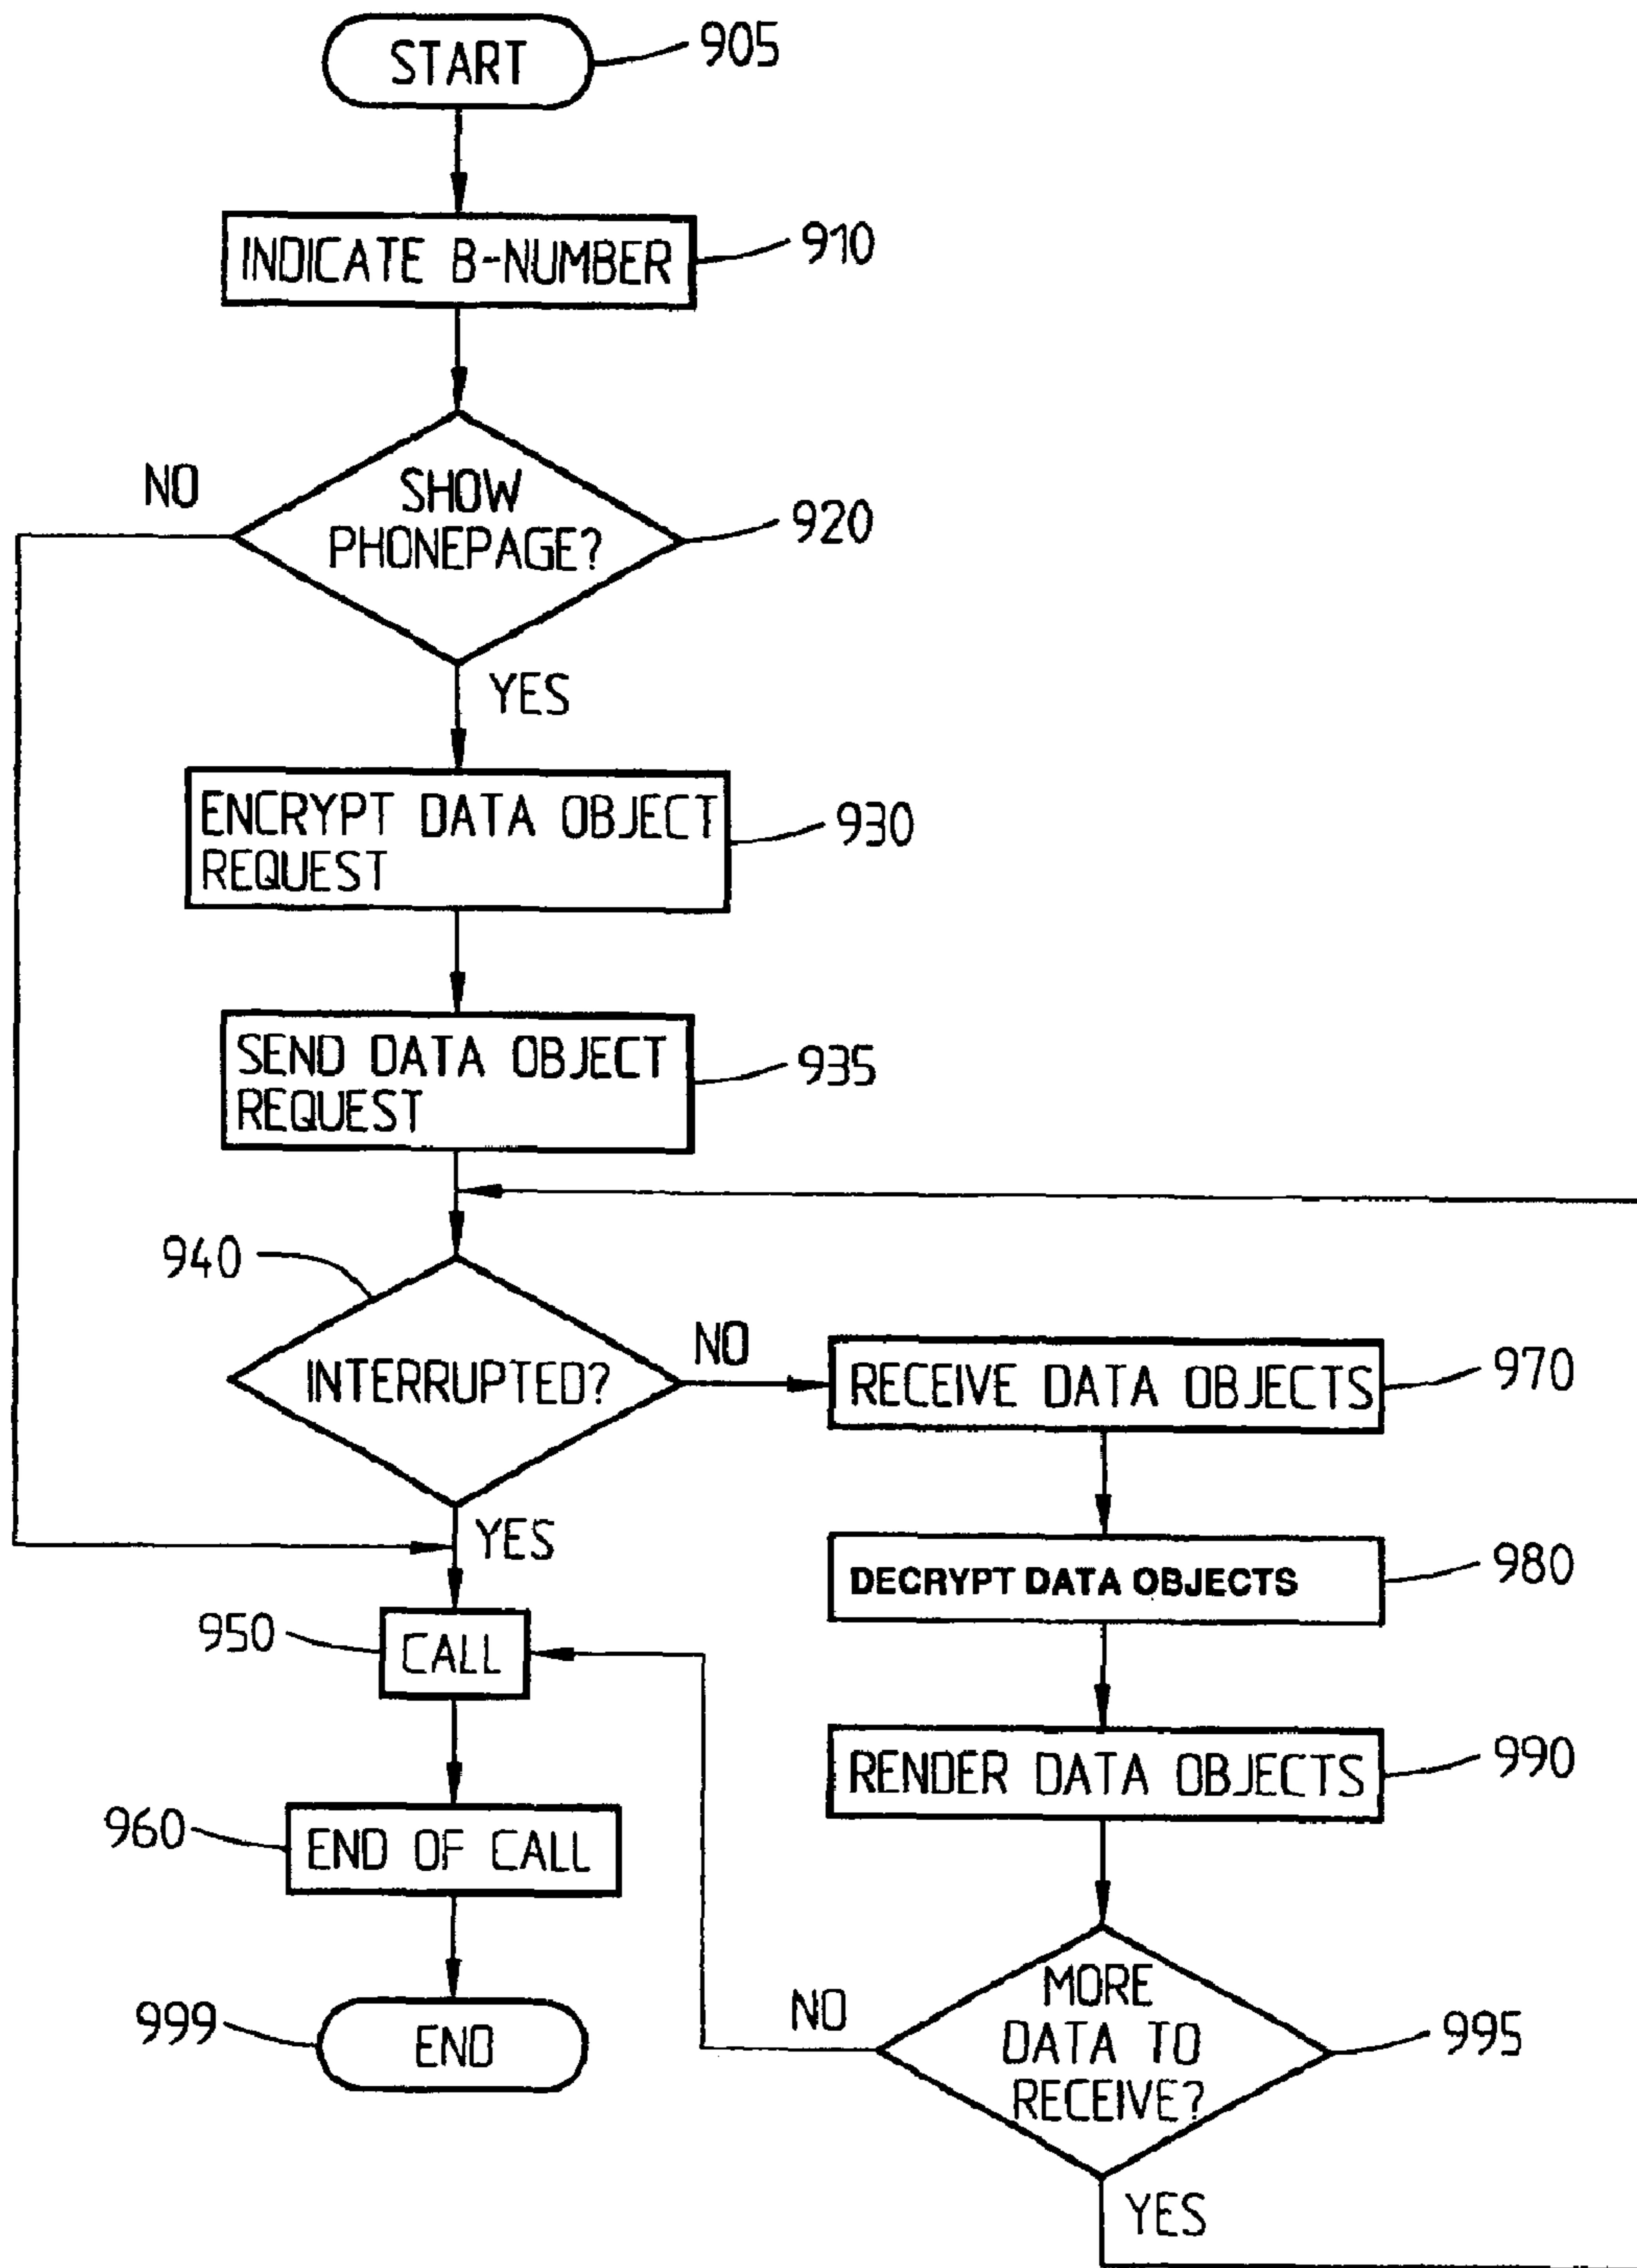 START
905
INDICATE B-NUMBER
910
NO
SHOW
PHONEPAGE?
920
YES
ENCRYPT DATA OBJECT
REQUEST
930
SEND DATA OBJECT
REQUEST
935
940
INTERRUPTED?
NO
RECEIVE DATA OBJECTS
970
YES
DECRYPT DATA OBJECTS
980
950
CALL
RENDER DATA OBJECTS
990
960
END OF CALL
MORE
DATA TO
RECEIVE?
NO
995
999
END
YES